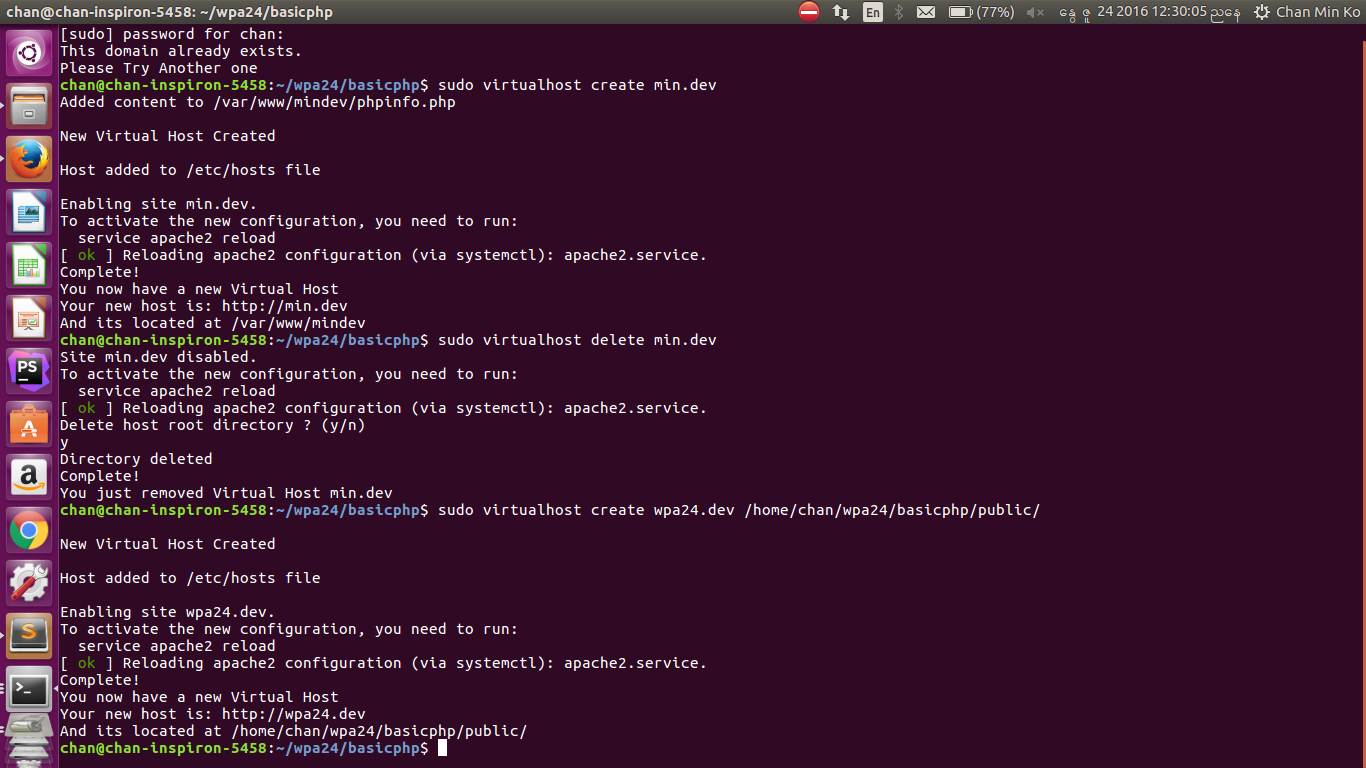 chan@chan-inspiron-5458: ~/wpa24/basicphp
En
(77%)
နွေ ဇူ 24 2016 12:30:05 ညနေ
Chan Min Ko
[sudo] password for chan:
This domain already exists.
Please Try Another one
chan@chan-inspiron-5458:~/wpa24/basicphp$ sudo virtualhost create min.dev
Added content to /var/www/mindev/phpinfo.php
New Virtual Host Created
Host added to /etc/hosts file
Enabling site min.dev.
To activate the new configuration, you need to run:
  service apache2 reload
[ ok ] Reloading apache2 configuration (via systemctl): apache2.service.
Complete!
You now have a new Virtual Host
Your new host is: http://min.dev
And its located at /var/www/mindev
chan@chan-inspiron-5458:~/wpa24/basicphp$ sudo virtualhost delete min.dev
Site min.dev disabled.
To activate the new configuration, you need to run:
  service apache2 reload
[ ok ] Reloading apache2 configuration (via systemctl): apache2.service.
Delete host root directory ? (y/n)
y
Directory deleted
Complete!
You just removed Virtual Host min.dev
chan@chan-inspiron-5458:~/wpa24/basicphp$ sudo virtualhost create wpa24.dev /home/chan/wpa24/basicphp/public/
New Virtual Host Created
Host added to /etc/hosts file
Enabling site wpa24.dev.
To activate the new configuration, you need to run:
  service apache2 reload
[ ok ] Reloading apache2 configuration (via systemctl): apache2.service.
Complete!
You now have a new Virtual Host
Your new host is: http://wpa24.dev
And its located at /home/chan/wpa24/basicphp/public/
chan@chan-inspiron-5458:~/wpa24/basicphp$
PS
A
a
S
>_